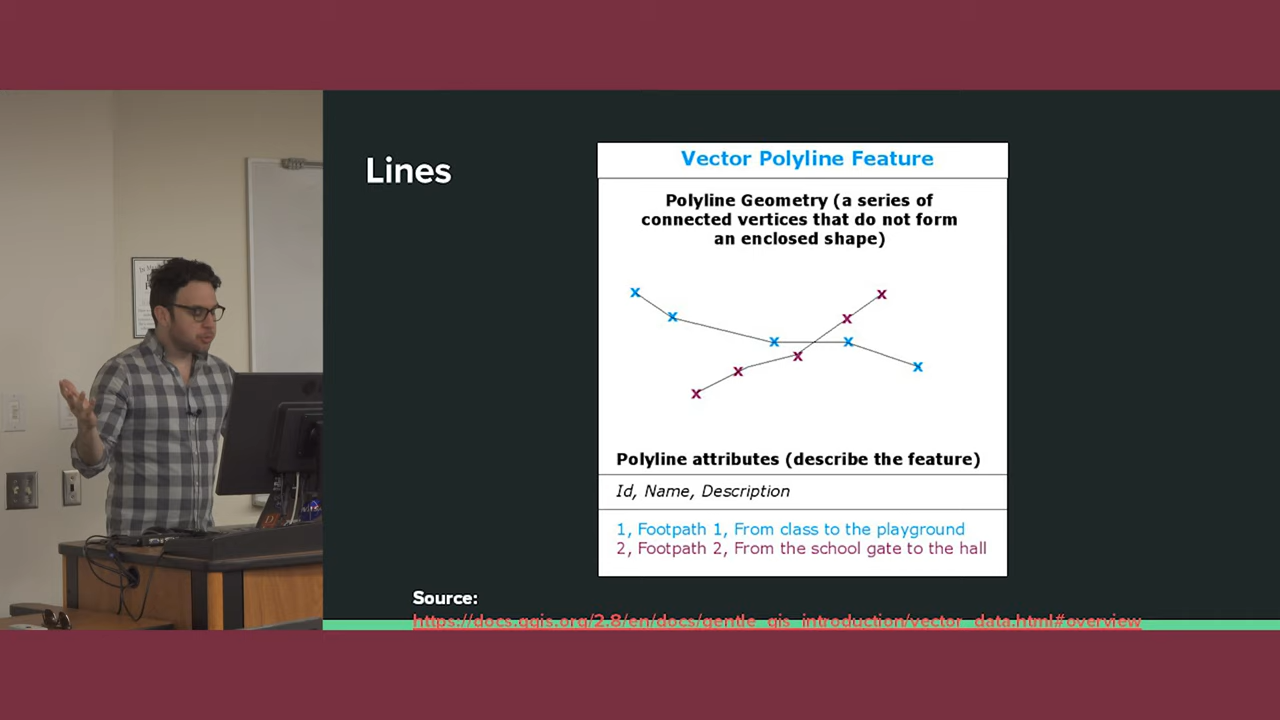 Lines
Vector Polyline Feature
Polyline Geometry (a series of
connected vertices that do not form
an enclosed shape)
x x x x x
x x x x x
Polyline attributes (describe the feature)
Id, Name, Description
1, Footpath 1, From class to the playground
2, Footpath 2, From the school gate to the hall
Source:
https://docs.qgis.org/2.8/en/docs/gentle_gis_introduction/vector_data.html#overview